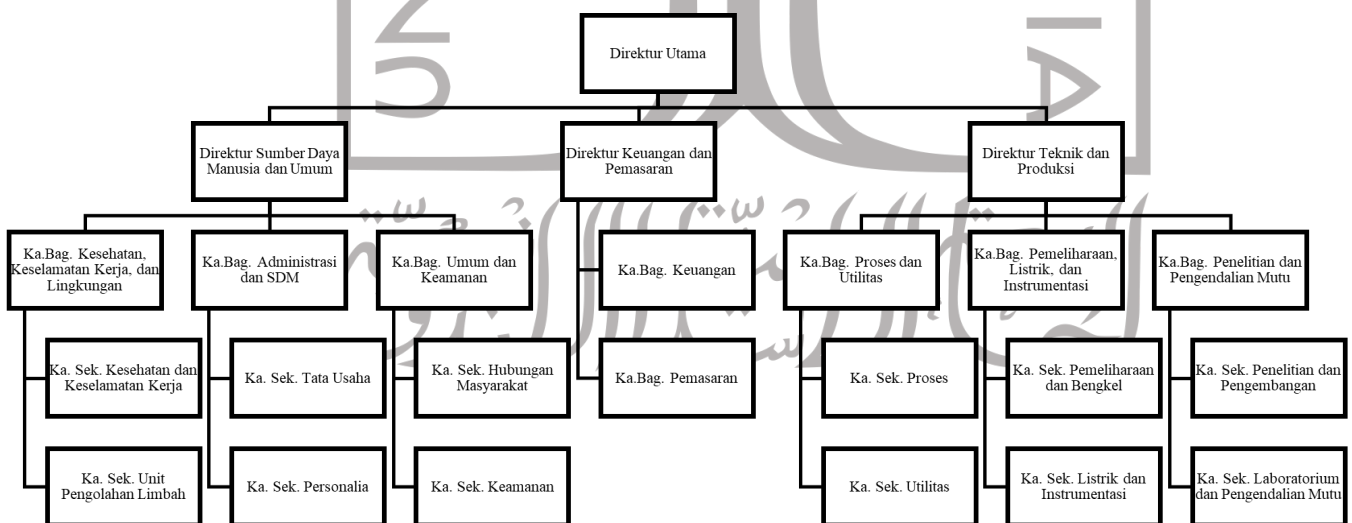 Direktur Utama
Direktur Sumber Daya
Manusia dan Umum
Direktur Keuangan dan
Pemasaran
Direktur Teknik dan
Produksi
Ka.Bag. Kesehatan,
Keselamatan Kerja, dan
Lingkungan
Ka.Bag. Administrasi
dan SDM
Ka.Bag. Umum dan
Keamanan
Ka.Bag. Keuangan
Ka.Bag. Proses dan
Utilitas
Ka.Bag. Pemeliharaan,
Listrik, dan
Instrumentasi
Ka.Bag. Penelitian dan
Pengendalian Mutu
Ka. Sek. Kesehatan dan
Keselamatan Kerja
Ka. Sek. Tata Usaha
Ka. Sek. Hubungan
Masyarakat
Ka.Bag. Pemasaran
Ka. Sek. Proses
Ka. Sek. Pemeliharaan
dan Bengkel
Ka. Sek. Penelitian dan
Pengembangan
Ka. Sek. Unit
Pengolahan Limbah
Ka. Sek. Personalia
Ka. Sek. Keamanan
Ka. Sek. Utilitas
Ka. Sek. Listrik dan
Instrumentasi
Ka. Sek. Laboratorium
dan Pengendalian Mutu